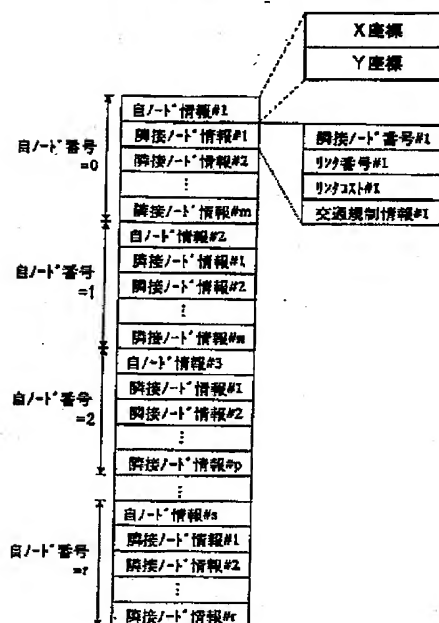 X座標
Y座標
自ノード情報#1
隣接ノード情報#1
隣接ノード情報#2
⋮
隣接ノード情報#m
自ノード番号
=0
隣接ノード番号#1
リンク番号#1
リンクコスト#1
交通規制情報#1
自ノード情報#2
隣接ノード情報#1
隣接ノード情報#2
⋮
隣接ノード情報#n
自ノード番号
=1
自ノード情報#3
隣接ノード情報#1
隣接ノード情報#2
⋮
隣接ノード情報#p
自ノード番号
=2
⋮
自ノード情報#s
隣接ノード情報#1
隣接ノード情報#2
⋮
隣接ノード情報#r
自ノード番号
=r